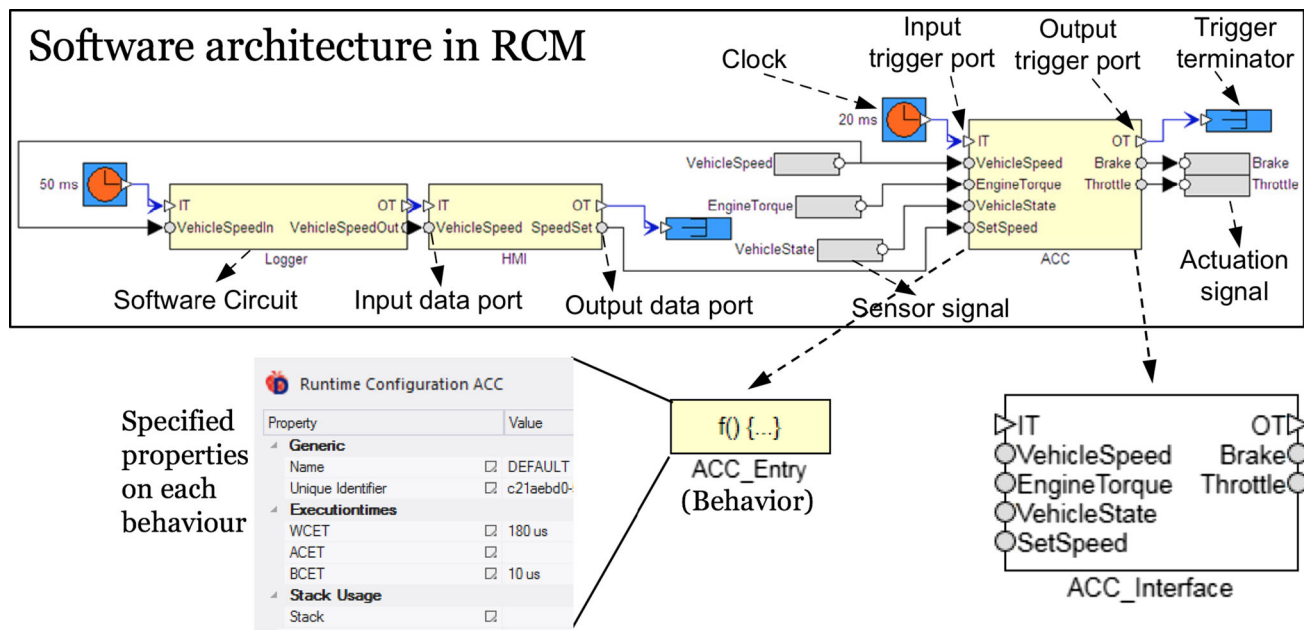 Software architecture in RCM
Clock
Input
trigger port
Output
trigger port
Trigger
terminator
20 ms
IT
OT
VehicleSpeed
EngineTorque
VehicleState
SetSpeed
Brake
Throttle
ACC
Brake
Throttle
VehicleSpeed
EngineTorque
VehicleState
50 ms
IT
OT
VehicleSpeedIn
VehicleSpeedOut
Logger
IT
OT
VehicleSpeed
SpeedSet
HMI
Software Circuit
Input data port
Output data port
Sensor signal
Actuation
signal
Specified
properties
on each
behaviour
Runtime Configuration ACC
Property Value
Generic
Name DEFAULT
Unique Identifier c21aebd0-
Executiontimes
WCET 180 us
ACET
BCET 10 us
Stack Usage
Stack
f() {...}
ACC_Entry
(Behavior)
IT
OT
VehicleSpeed
Brake
EngineTorque
Throttle
VehicleState
SetSpeed
ACC_Interface